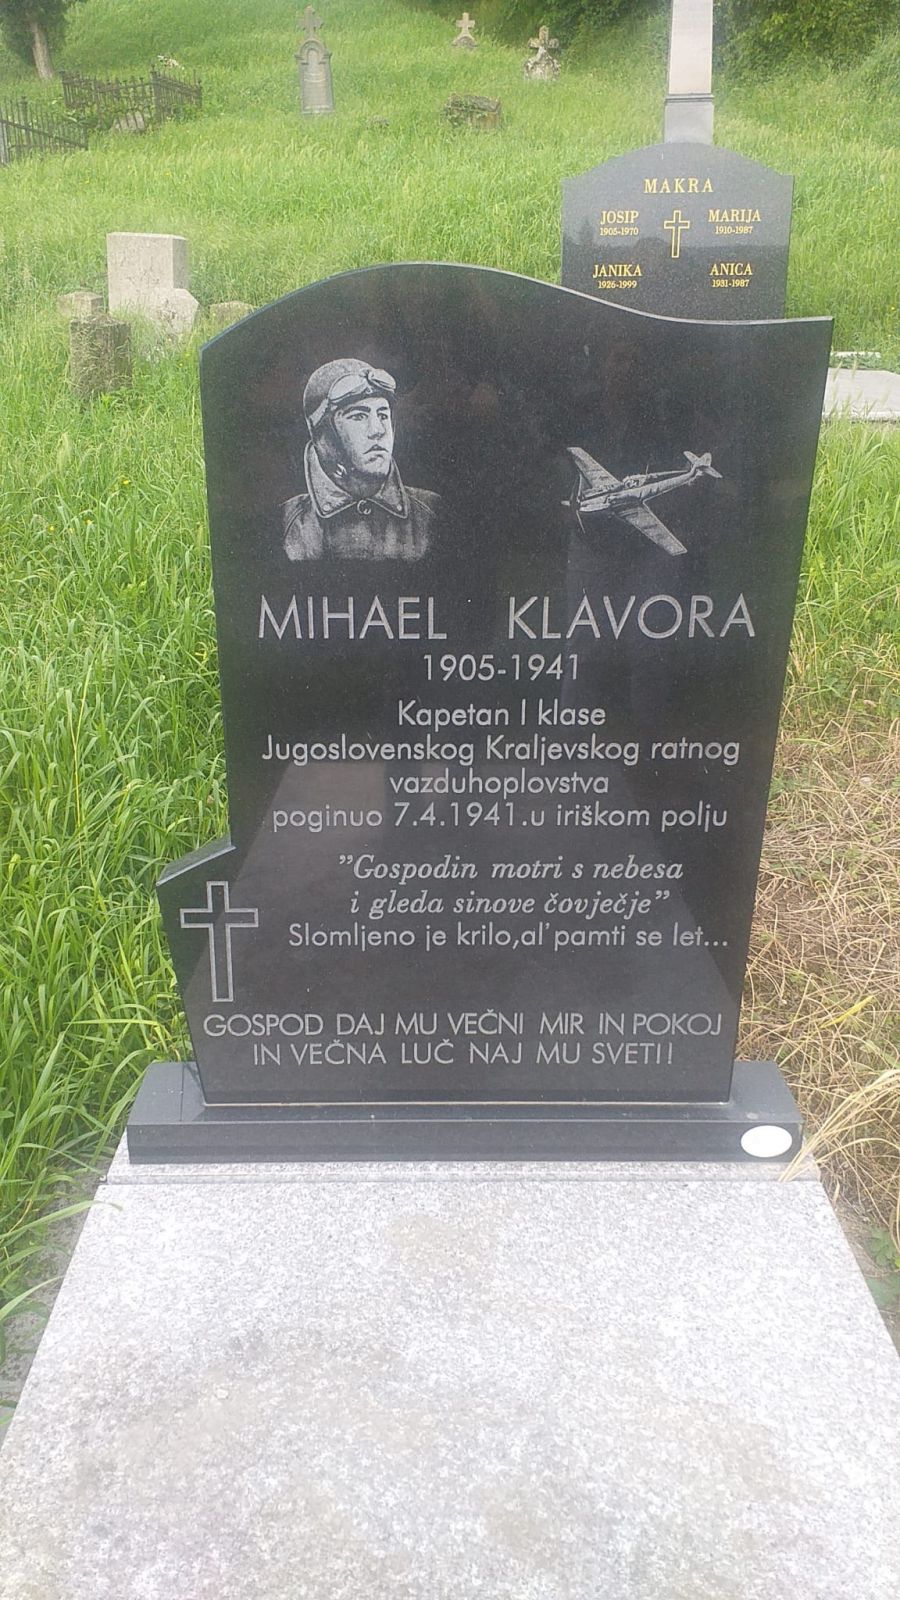 MAKRA
JOSIP MARIJA
1905-1970 1910-1987
JANIKA ANICA
1926-1999 1931-1987
MIHAEL KLAVORA
1905-1941
Kapetan I klase
Jugoslovenskog Kraljevskog ratnog
vazduhoplovstva
poginuo 7.4.1941.u iriškom polju
”Gospodin motri s nebesa
i gleda sinove čovječje”
Slomljeno je krilo,al’pamti se let...
GOSPOD DAJ MU VEČNI MIR IN POKOJ
IN VEČNA LUČ NAJ MU SVETI!